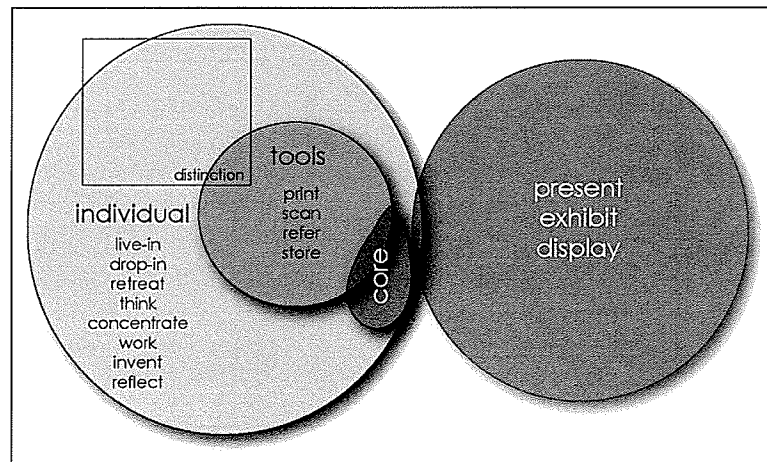 distinction
individual
live-in
drop-in
retreat
think
concentrate
work
invent
reflect
tools
print
scan
refer
store
core
present
exhibit
display